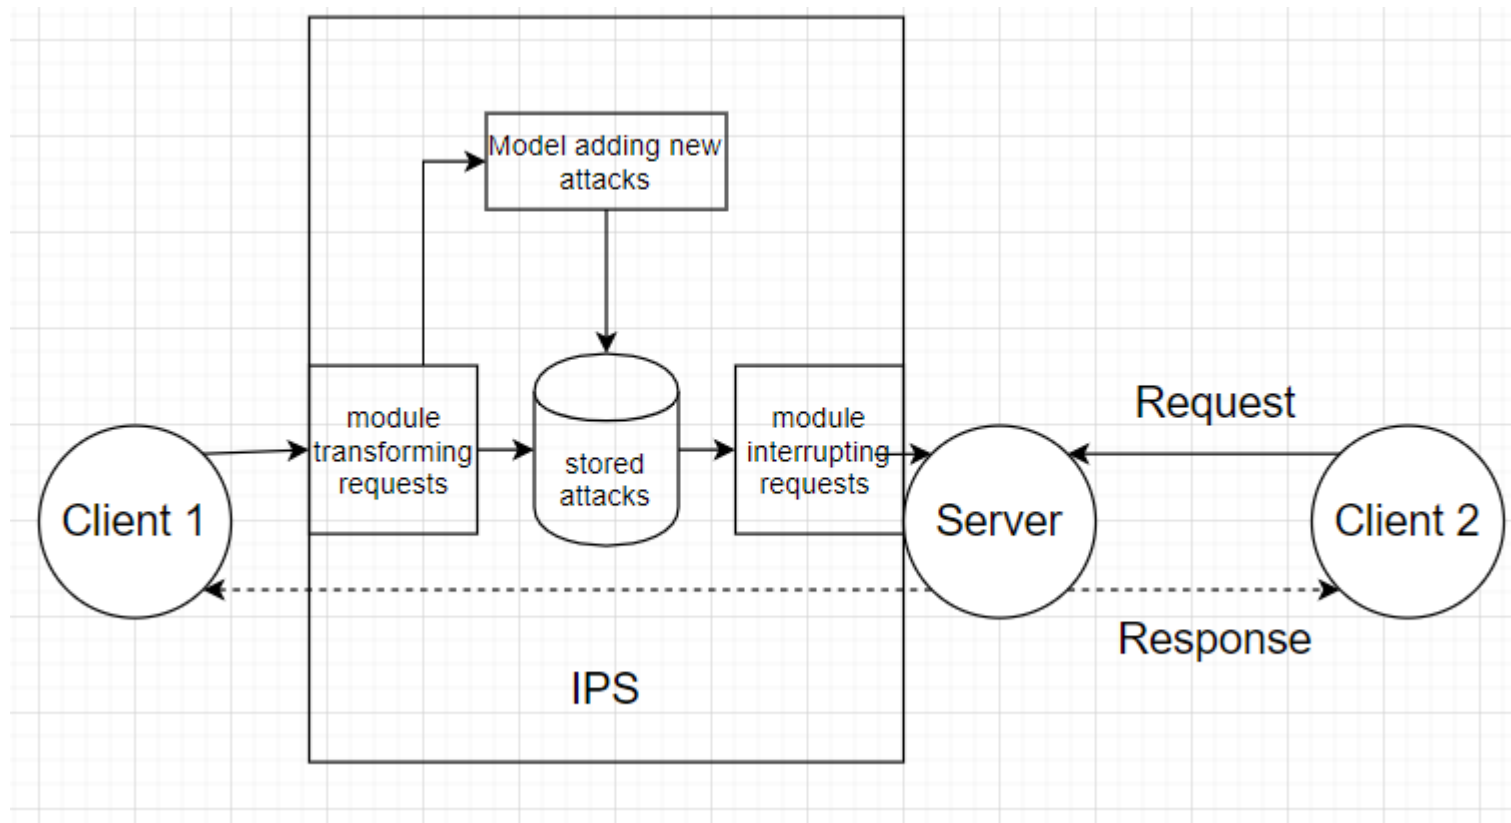 Model adding new
attacks
module
transforming
requests
stored
attacks
module
interrupting
requests
Request
Client 1
Server
Client 2
Response
IPS